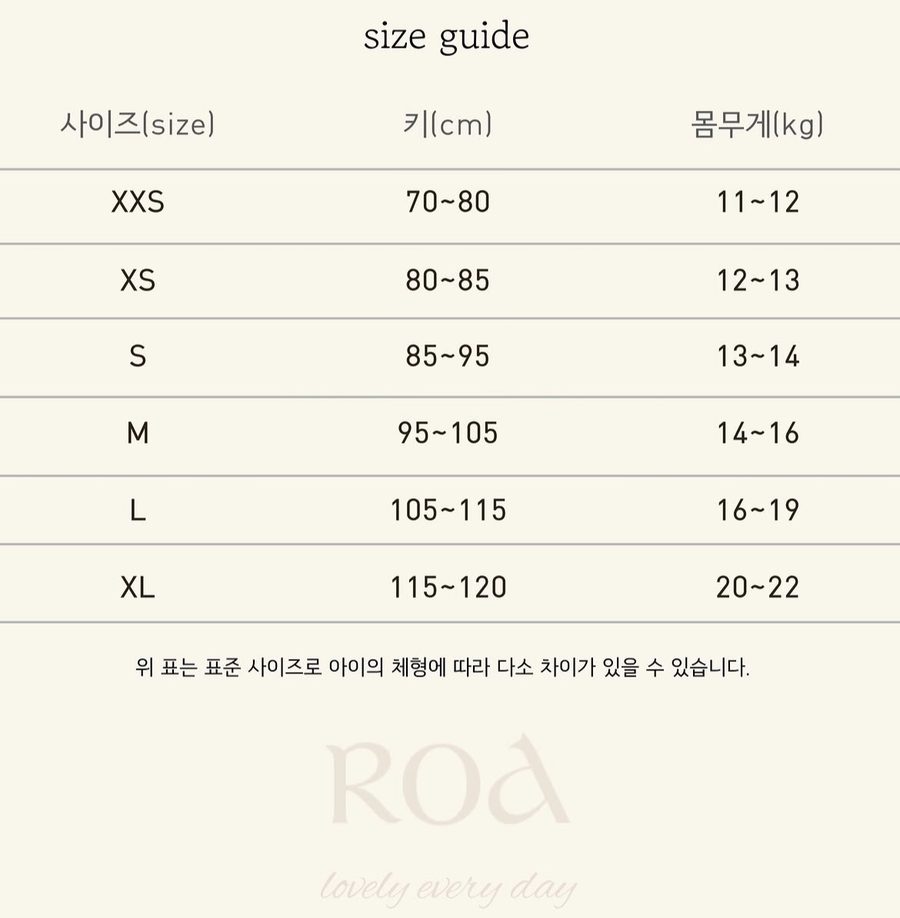 size guide
사이즈(size) 키(cm) 몸무게(kg)
XXS 70~80 11~12
XS 80~85 12~13
S 85~95 13~14
M 95~105 14~16
L 105~115 16~19
XL 115~120 20~22
위 표는 표준 사이즈로 아이의 체형에 따라 다소 차이가 있을 수 있습니다.
ROA
lovely every day